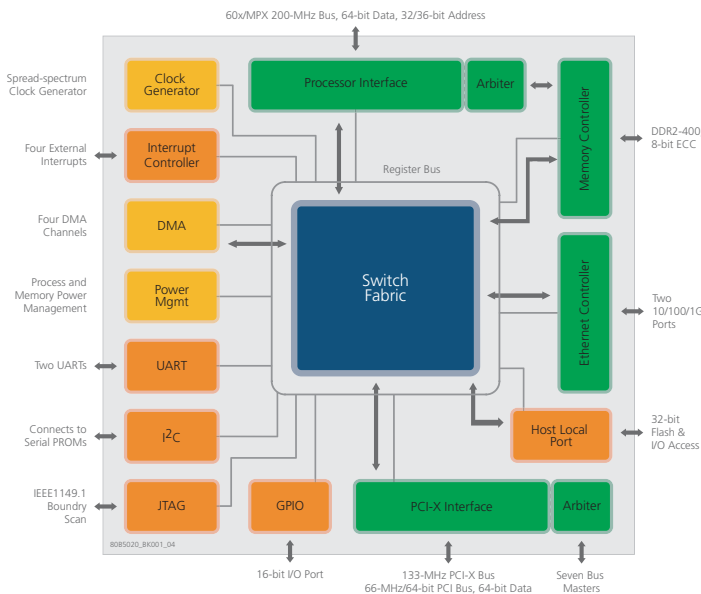 60x/MPX 200-MHz Bus, 64-bit Data, 32/36-bit Address
Spread-spectrum
Clock Generator
Clock
Generator
Processor Interface
Arbiter
Memory Controller
DDR2-400
8-bit ECC
Four External
Interrupts
Interrupt
Controller
Register Bus
Four DMA
Channels
DMA
Switch
Fabric
Process and
Memory Power
Management
Power
Mgmt
Ethernet Controller
Two
10/100/1G
Ports
Two UARTs
UART
Connects to
Serial PROMs
I²C
Host Local
Port
32-bit
Flash &
I/O Access
IEEE1149.1
Boundry
Scan
JTAG
GPIO
PCI-X Interface
Arbiter
80B5020_BK001_04
16-bit I/O Port
133-MHz PCI-X Bus
66-MHz/64-bit PCI Bus, 64-bit Data
Seven Bus
Masters